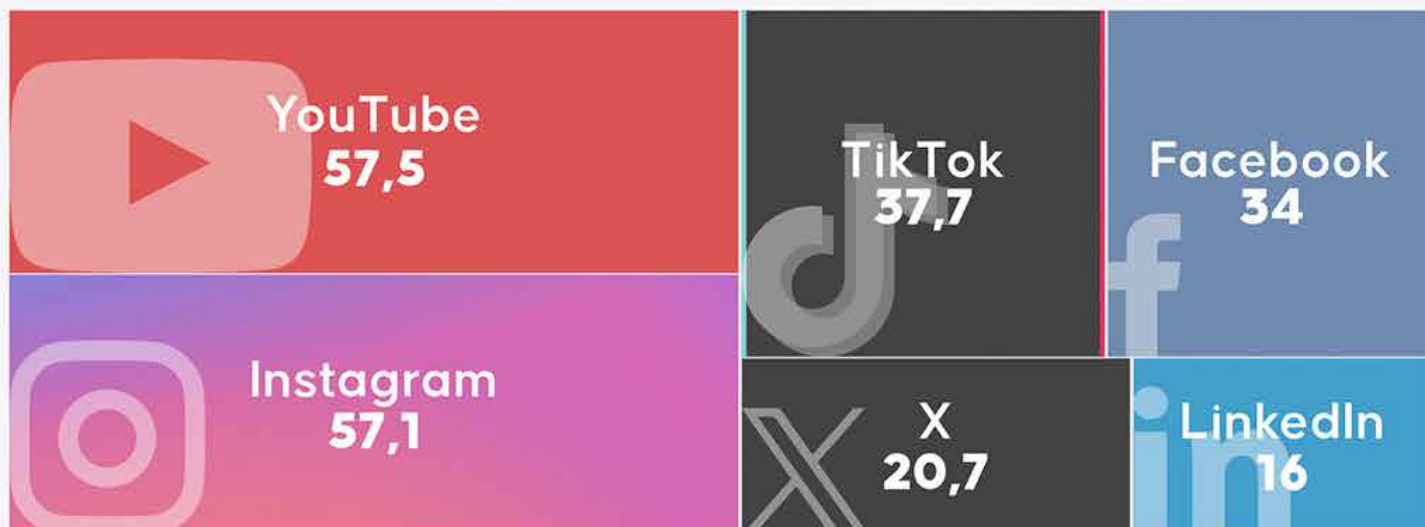 YouTube
57,5
Instagram
57,1
TikTok
37,7
Facebook
34
X
20,7
LinkedIn
16